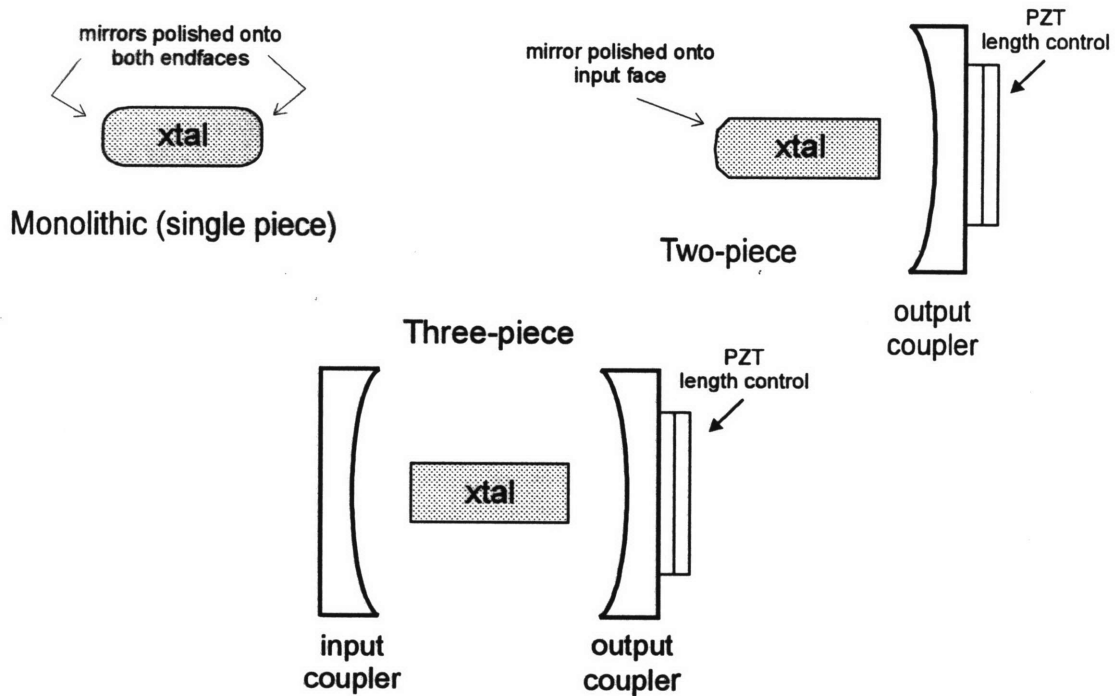 mirrors polished onto
both endfaces
xtal
Monolithic (single piece)
mirror polished onto
input face
xtal
Two-piece
PZT
length control
output
coupler
Three-piece
xtal
PZT
length control
input
coupler
output
coupler